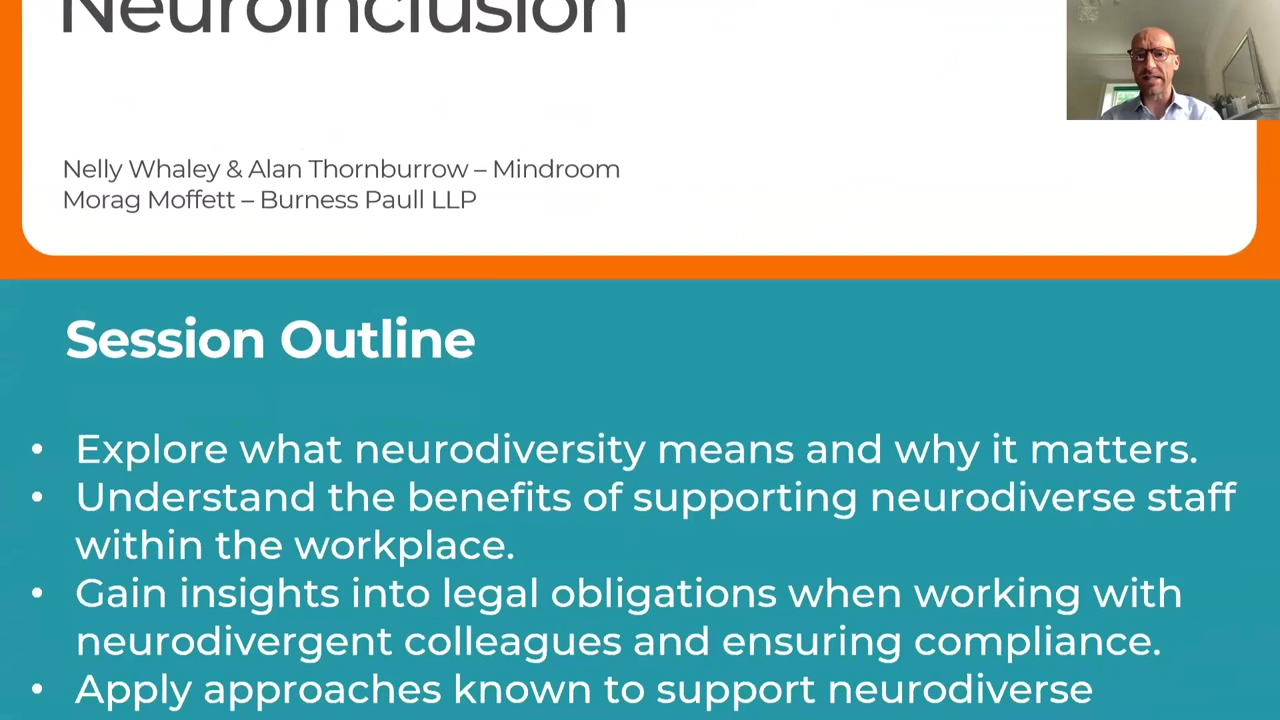 Neuroinclusion
Nelly Whaley & Alan Thornburrow – Mindroom
Morag Moffett – Burness Paull LLP
Session Outline
• Explore what neurodiversity means and why it matters.
• Understand the benefits of supporting neurodiverse staff
within the workplace.
• Gain insights into legal obligations when working with
neurodivergent colleagues and ensuring compliance.
• Apply approaches known to support neurodiverse